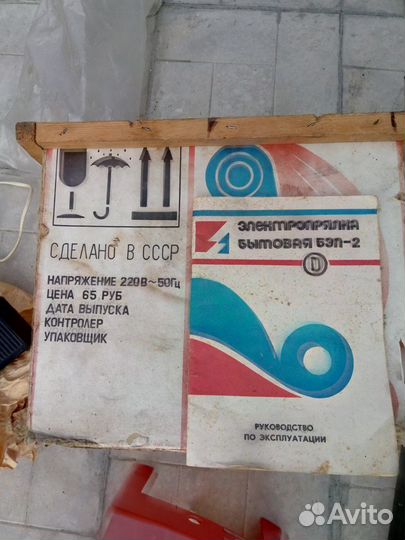 СДЕЛАНО В СССР
НАПРЯЖЕНИЕ 220В~50Гц
ЦЕНА 65 РУБ
ДАТА ВЫПУСКА
КОНТРОЛЕР
УПАКОВЩИК
ЭЛЕКТРОПРЯЛКА
БЫТОВАЯ БЭП-2
D
РУКОВОДСТВО
ПО ЭКСПЛУАТАЦИИ
Avito